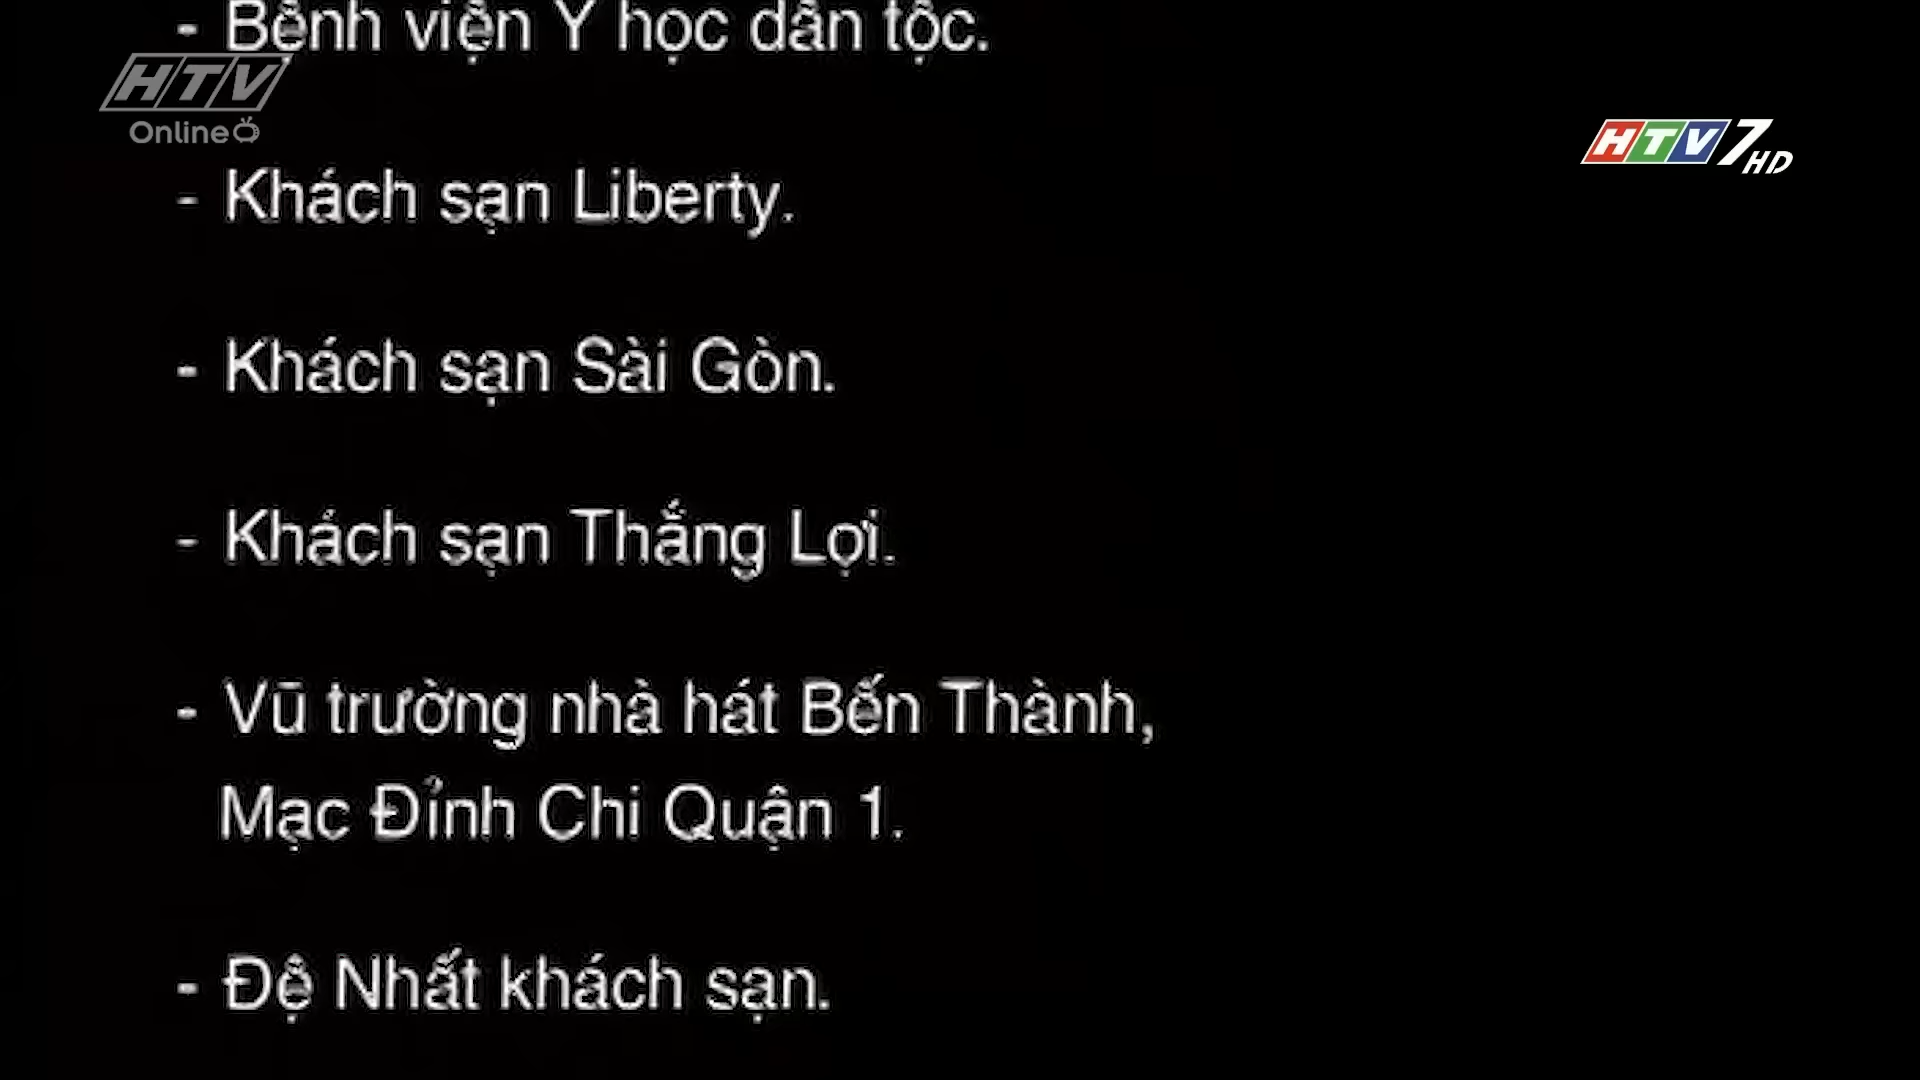 - Bệnh viện Y học dân tộc.
HTV
Online
HTV7
HD
- Khách sạn Liberty.
- Khách sạn Sài Gòn.
- Khách sạn Thắng Lợi.
- Vũ trường nhà hát Bến Thành,
Mạc Đỉnh Chi Quận 1.
- Đệ Nhất khách sạn.